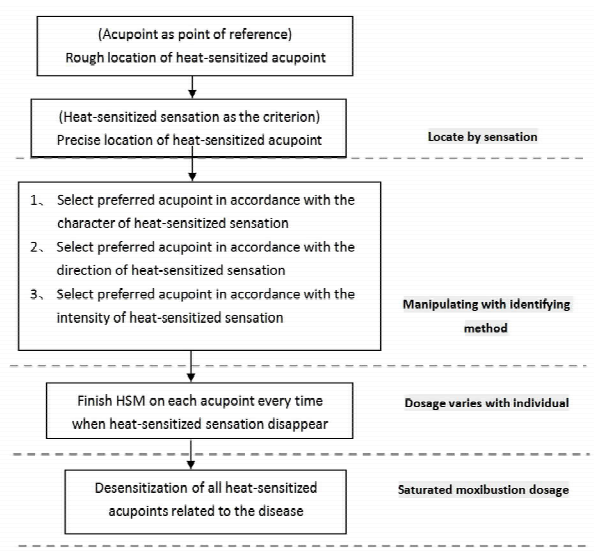 (Acupoint as point of reference)
Rough location of heat-sensitized acupoint
(Heat-sensitized sensation as the criterion)
Precise location of heat-sensitized acupoint
Locate by sensation
1、 Select preferred acupoint in accordance with the
character of heat-sensitized sensation
2、 Select preferred acupoint in accordance with the
direction of heat-sensitized sensation
3、 Select preferred acupoint in accordance with the
intensity of heat-sensitized sensation
Manipulating with identifying
method
Finish HSM on each acupoint every time
when heat-sensitized sensation disappear
Dosage varies with individual
Desensitization of all heat-sensitized
acupoints related to the disease
Saturated moxibustion dosage